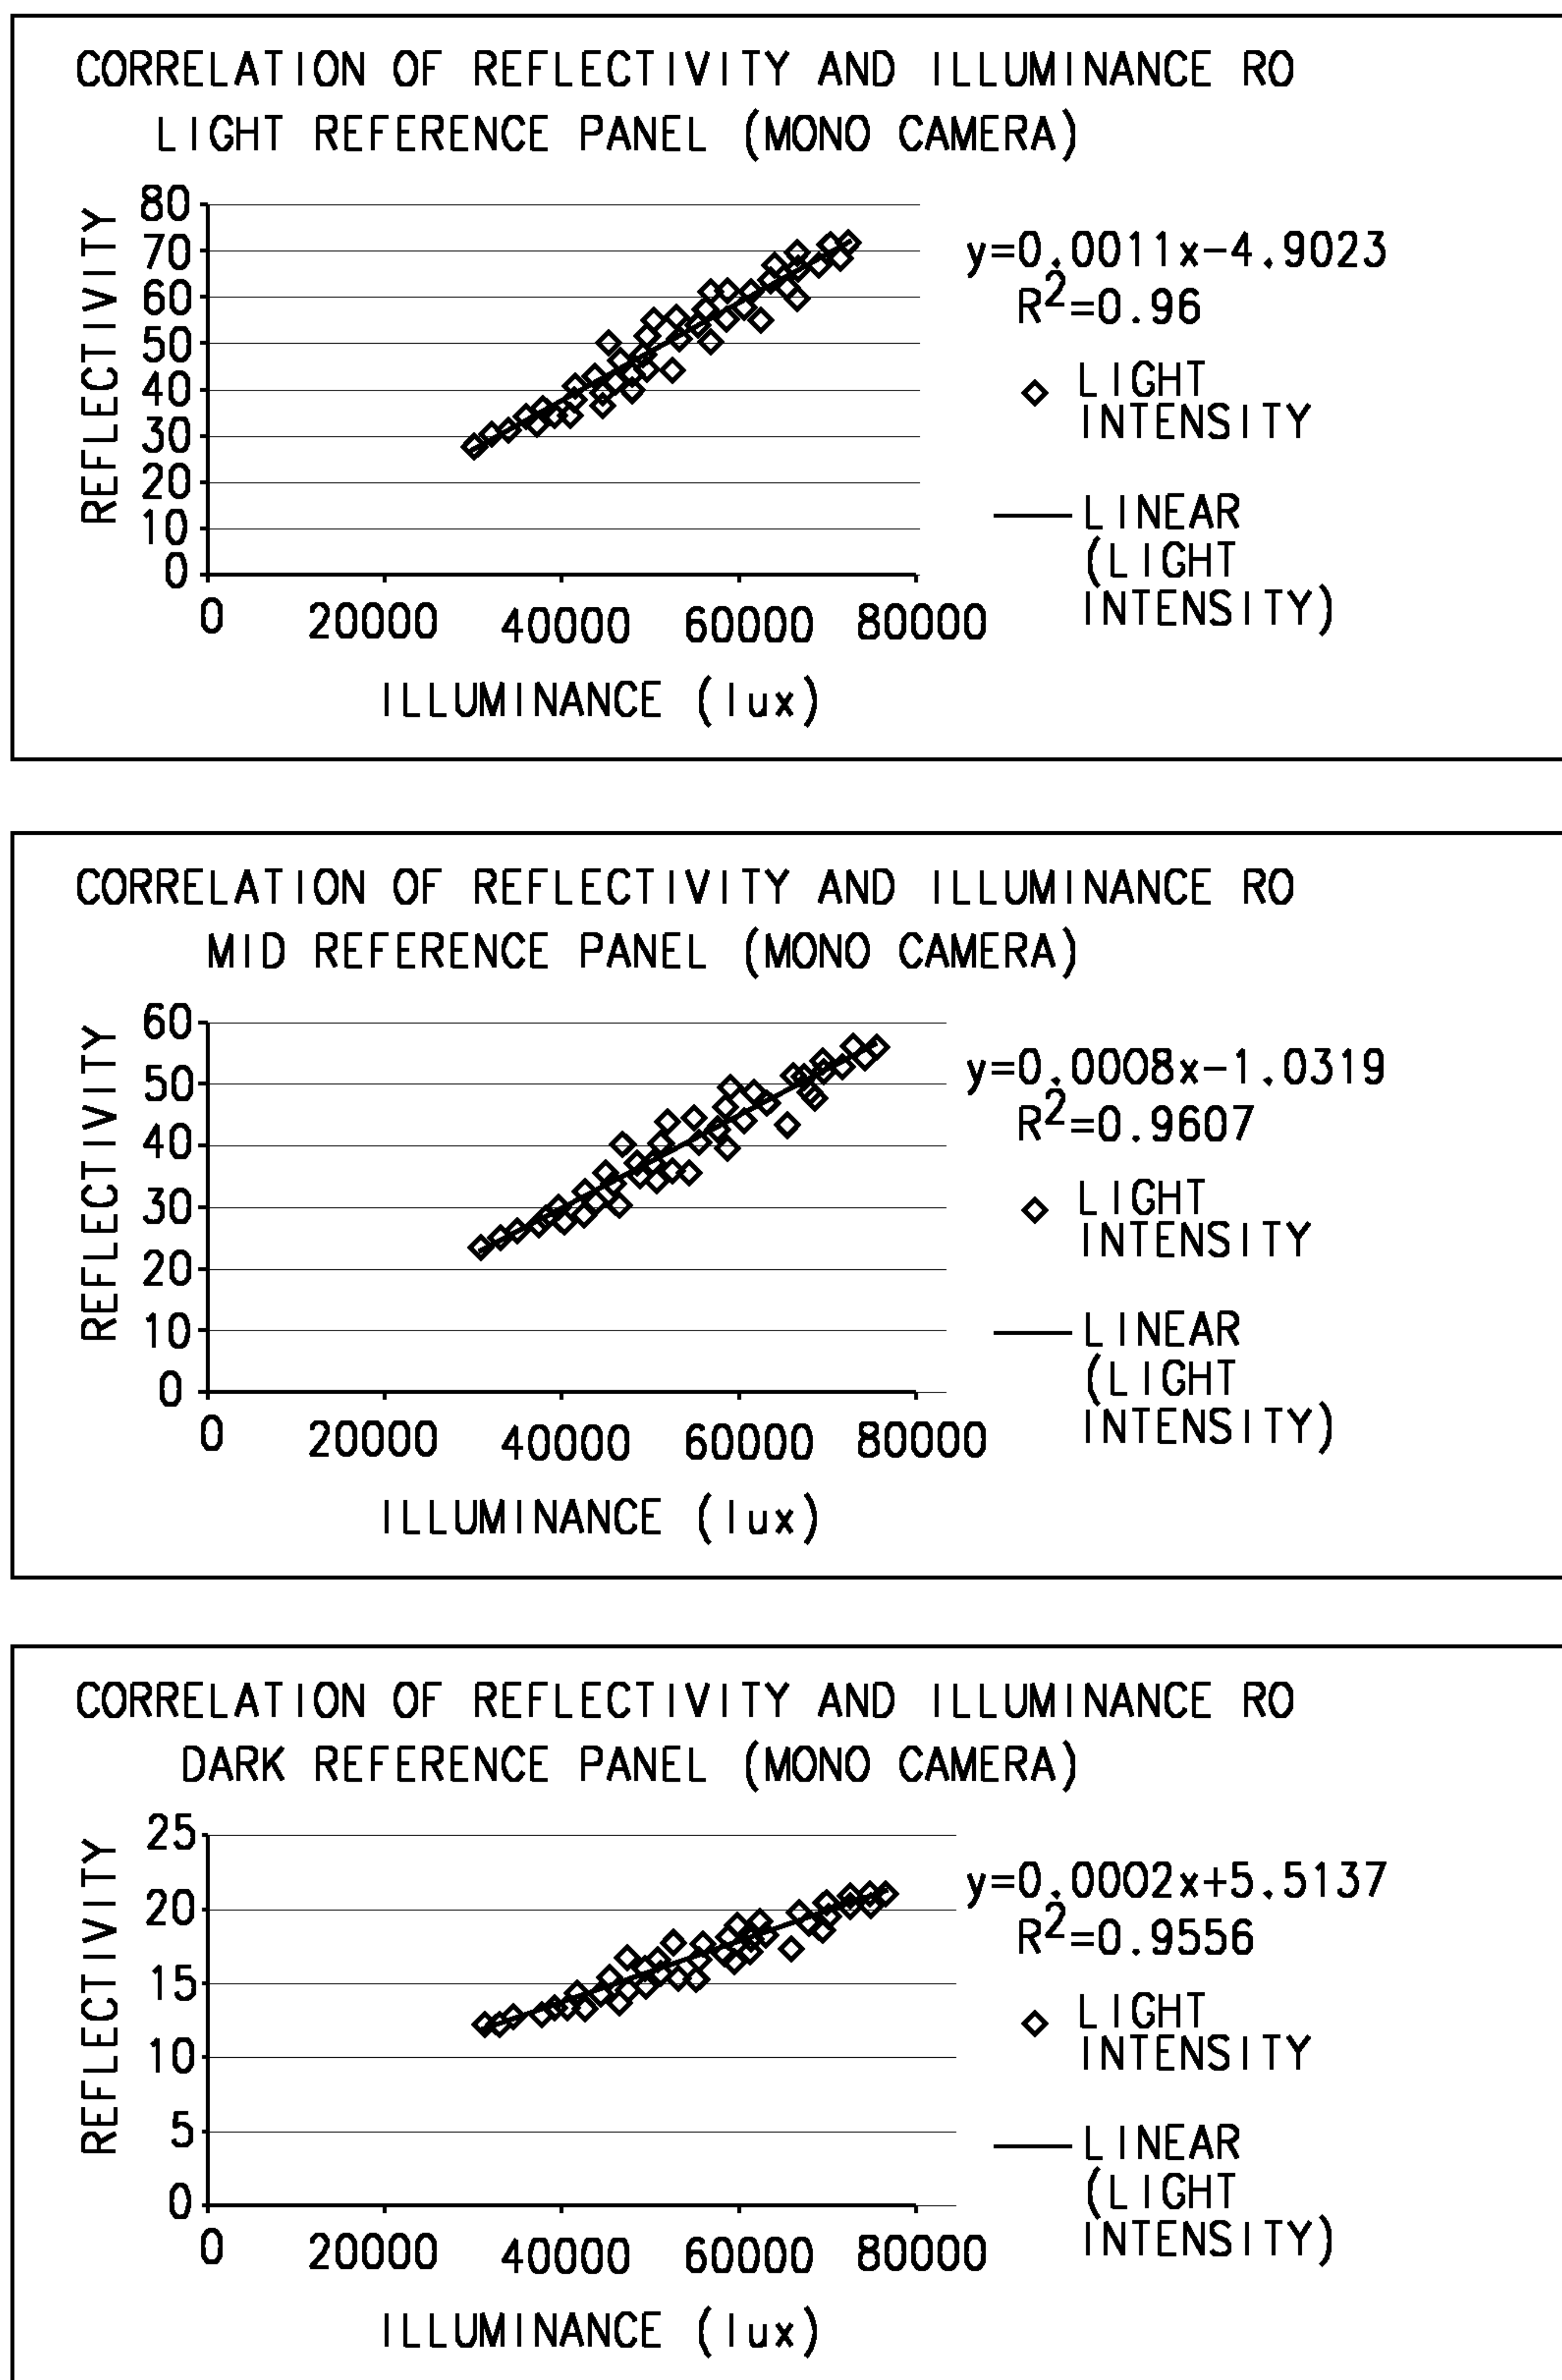 CORRELATION OF REFLECTIVITY AND ILLUMINANCE RO
LIGHT REFERENCE PANEL (MONO CAMERA)
REFLECTIVITY
80
70
60
50
40
30
20
10
0
0 20000 40000 60000 80000
ILLUMINANCE (lux)
y=0.0011x-4.9023
R²=0.96
LIGHT
INTENSITY
LINEAR
(LIGHT
INTENSITY)
CORRELATION OF REFLECTIVITY AND ILLUMINANCE RO
MID REFERENCE PANEL (MONO CAMERA)
REFLECTIVITY
60
50
40
30
20
10
0
0 20000 40000 60000 80000
ILLUMINANCE (lux)
y=0.0008x-1.0319
R²=0.9607
LIGHT
INTENSITY
LINEAR
(LIGHT
INTENSITY)
CORRELATION OF REFLECTIVITY AND ILLUMINANCE RO
DARK REFERENCE PANEL (MONO CAMERA)
REFLECTIVITY
25
20
15
10
5
0
0 20000 40000 60000 80000
ILLUMINANCE (lux)
y=0.0002x+5.5137
R²=0.9556
LIGHT
INTENSITY
LINEAR
(LIGHT
INTENSITY)